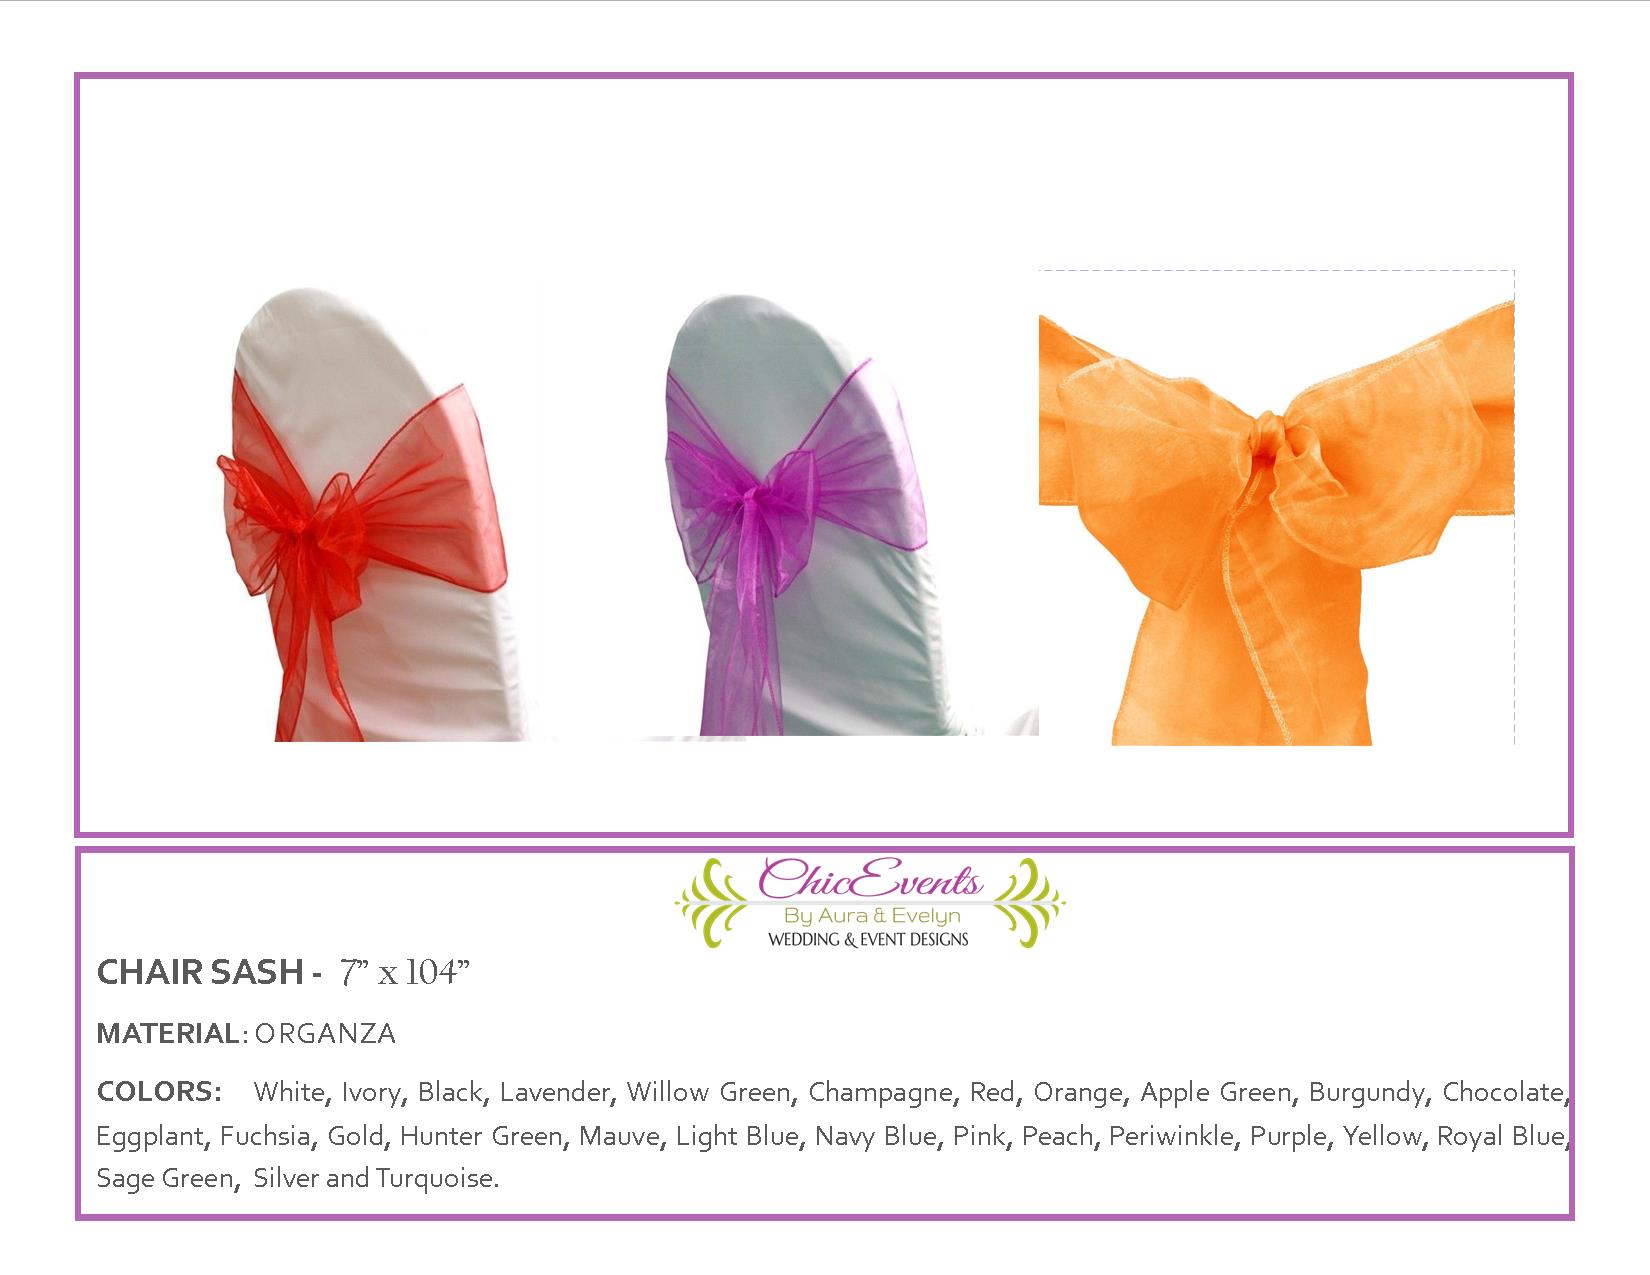 ChicEvents
By Aura & Evelyn
WEDDING & EVENT DESIGNS
CHAIR SASH - 7” x 104”
MATERIAL: ORGANZA
COLORS: White, Ivory, Black, Lavender, Willow Green, Champagne, Red, Orange, Apple Green, Burgundy, Chocolate,
Eggplant, Fuchsia, Gold, Hunter Green, Mauve, Light Blue, Navy Blue, Pink, Peach, Periwinkle, Purple, Yellow, Royal Blue,
Sage Green, Silver and Turquoise.